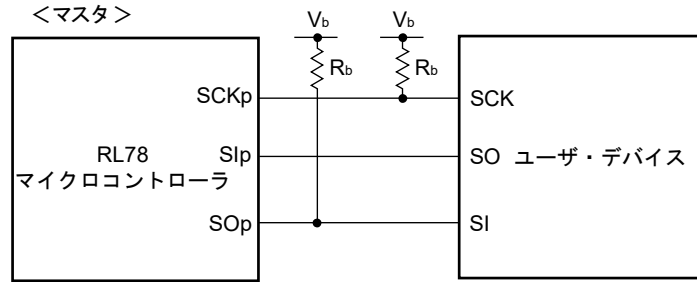 ＜マスタ＞
Vb
Vb
Rb
Rb
SCKp
SCK
RL78
マイクロコントローラ
SIp
SO ユーザ・デバイス
SOp
SI